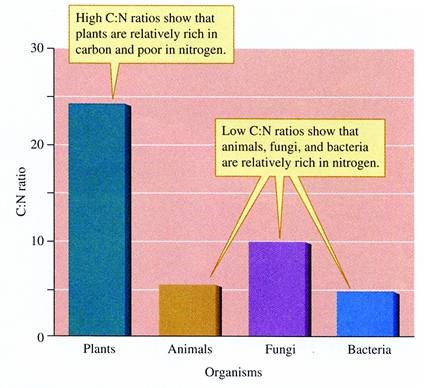 High C:N ratios show that
plants are relatively rich in
carbon and poor in nitrogen.
30
Low C:N ratios show that
animals, fungi, and bacteria
are relatively rich in nitrogen.
20
C:N ratio
10
0
Plants Animals Fungi Bacteria
Organisms